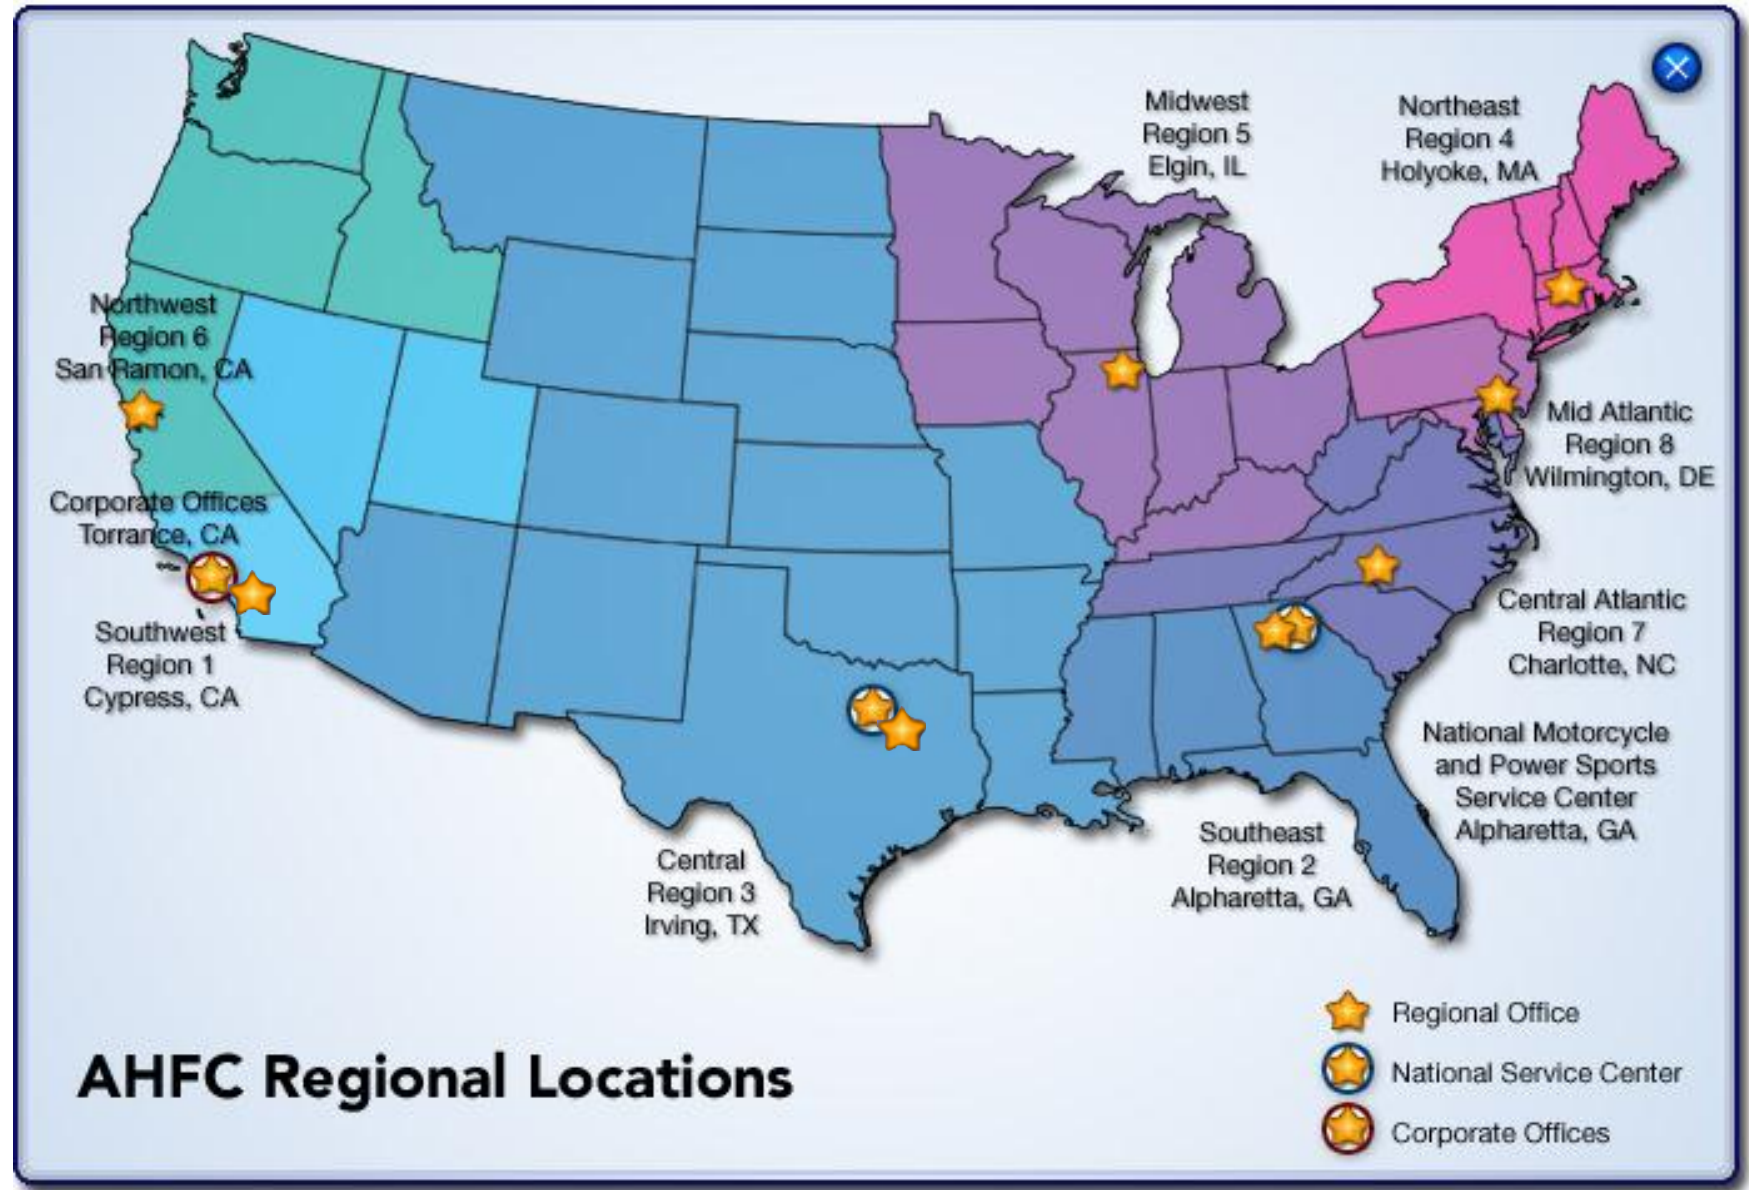 Midwest
Region 5
Elgin, IL
Northeast
Region 4
Holyoke, MA
Northwest
Region 6
San Ramon, CA
Mid Atlantic
Region 8
Wilmington, DE
Corporate Offices
Torrance, CA
Southwest
Region 1
Cypress, CA
Central Atlantic
Region 7
Charlotte, NC
National Motorcycle
and Power Sports
Service Center
Alpharetta, GA
Southeast
Region 2
Alpharetta, GA
Central
Region 3
Irving, TX
Regional Office
National Service Center
Corporate Offices
AHFC Regional Locations